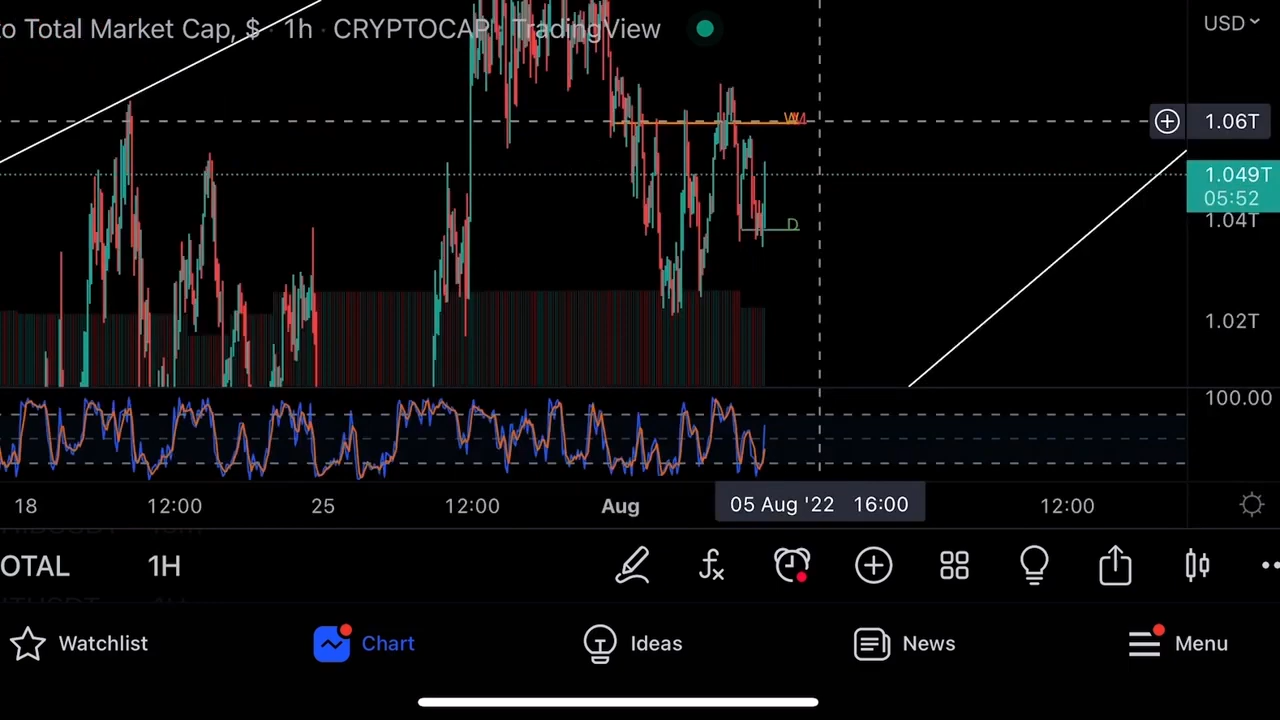 o Total Market Cap, $ · 1h · CRYPTOCAP TradingView
USD
W M
1.06T
1.049T
05:52
1.04T
D
1.02T
100.00
18 12:00 25 12:00 Aug 05 Aug '22 16:00 12:00
OTAL 1H
Watchlist Chart Ideas News Menu